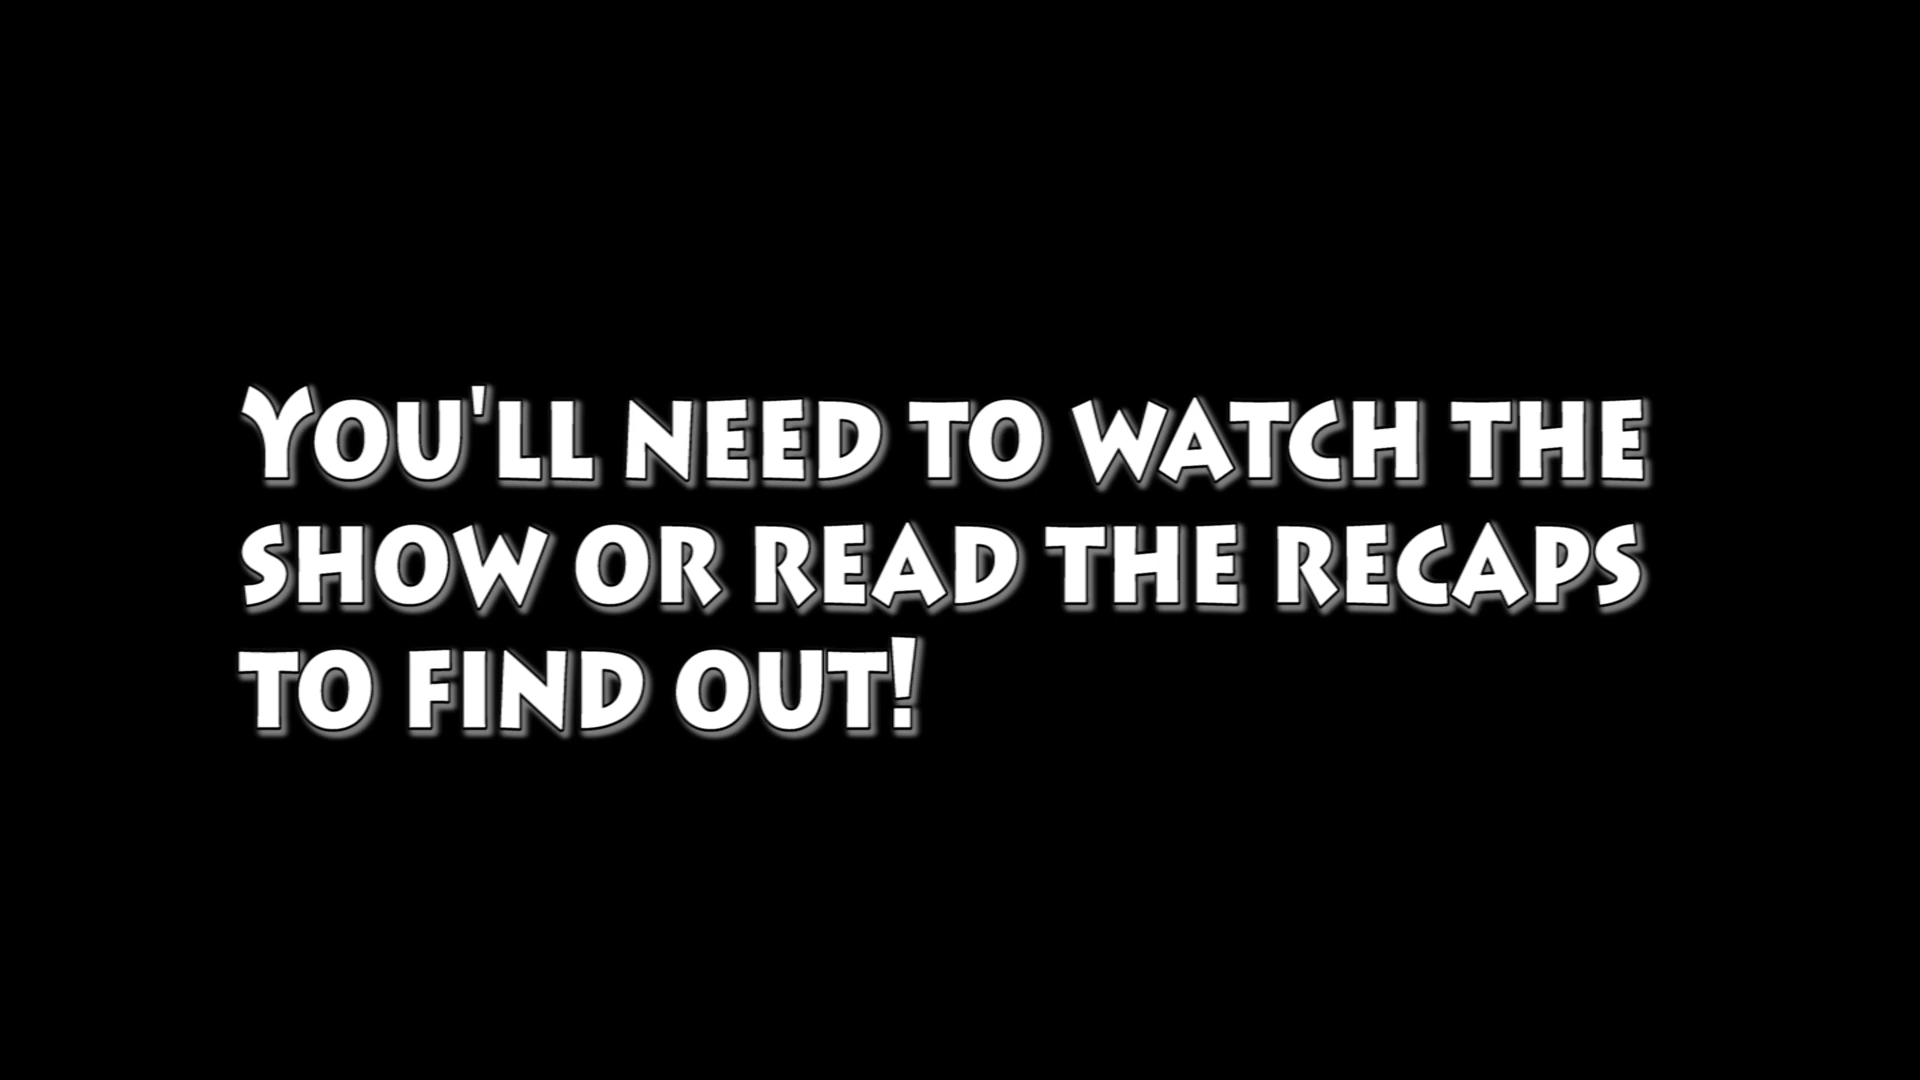 You'll need to watch the
show or read the recaps
to find out!